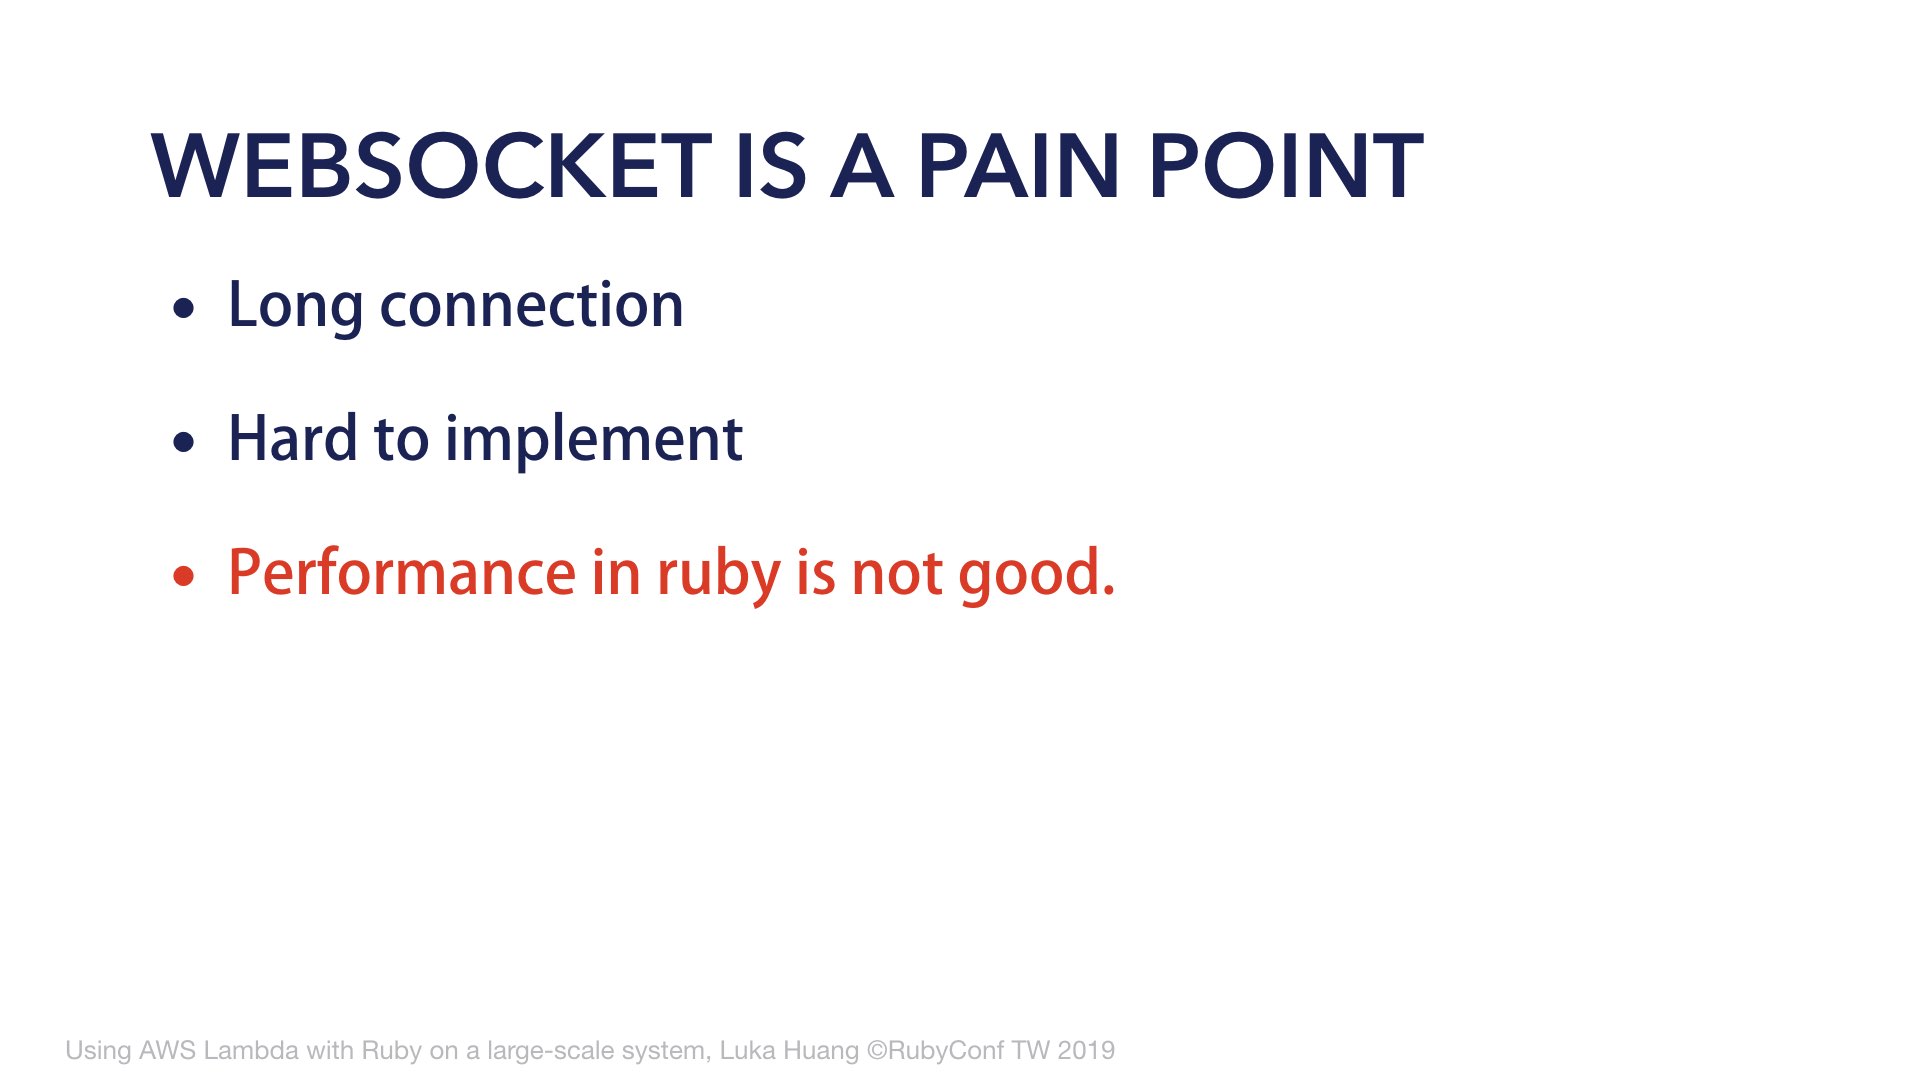 WEBSOCKET IS A PAIN POINT
• Long connection
• Hard to implement
• Performance in ruby is not good.
Using AWS Lambda with Ruby on a large-scale system, Luka Huang ©RubyConf TW 2019